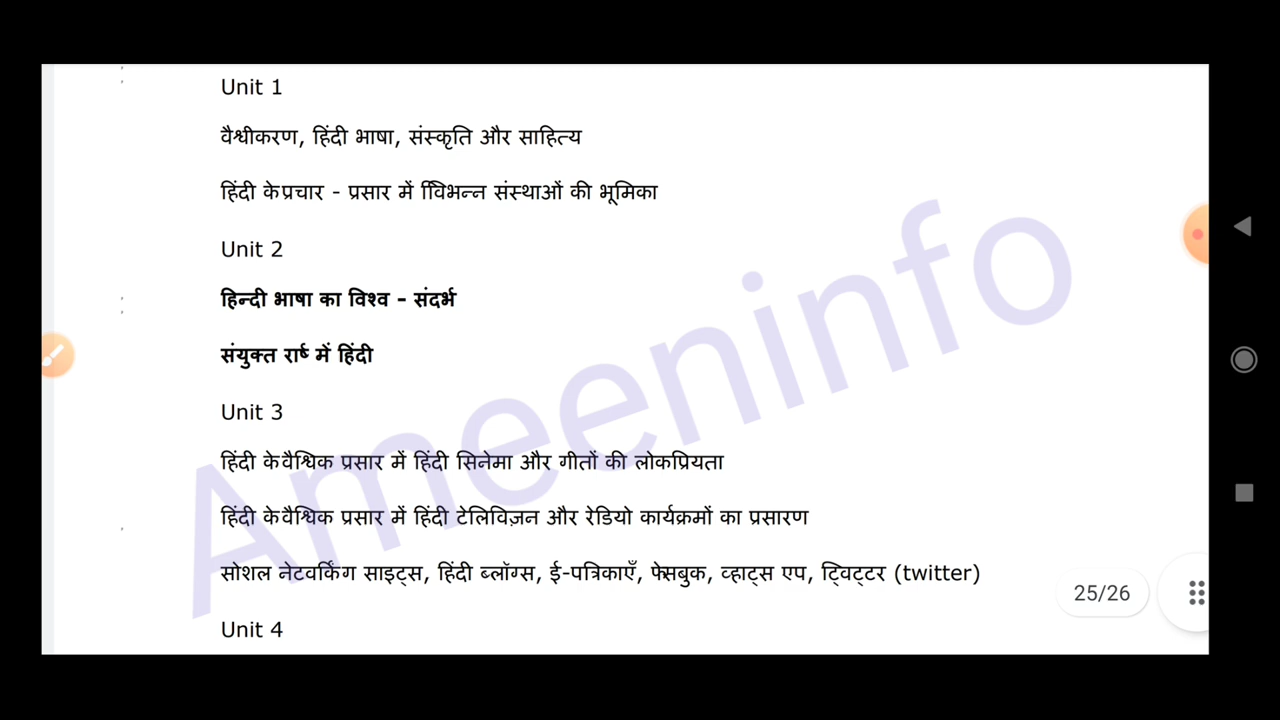 Unit 1
वैश्वीकरण, हिंदी भाषा, संस्कृति और साहित्य
हिंदी केप्रचार - प्रसार में विभिन्न संस्थाओं की भूमिका
Unit 2
हिन्दी भाषा का विश्व - संदर्भ
संयुक्त रार्ष में हिंदी
Unit 3
हिंदी केवैश्विक प्रसार में हिंदी सिनेमा और गीतों की लोकप्रियता
हिंदी केवैश्विक प्रसार में हिंदी टेलिविज़न और रेडियो कार्यक्रमों का प्रसारण
सोशल नेटवर्किंग साइट्स, हिंदी ब्लॉग्स, ई-पत्रिकाएँ, फेसबुक, व्हाट्स एप, ट्विट्टर (twitter)
25/26
Unit 4
Ameeninfo